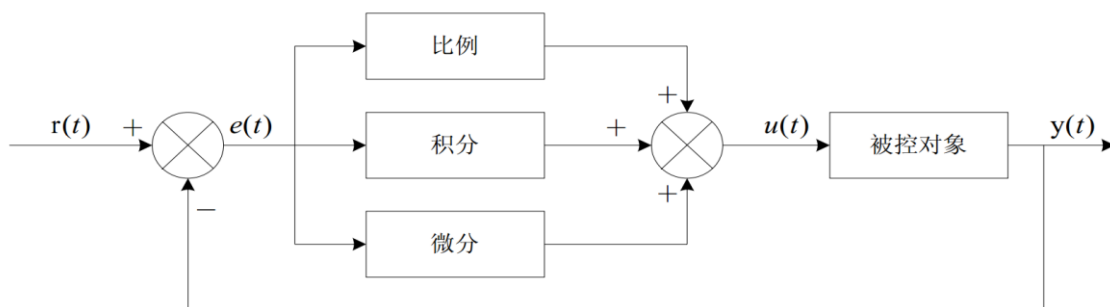 比例
r(t)
+
e(t)
积分
+
+
+
u(t)
被控对象
y(t)
−
微分